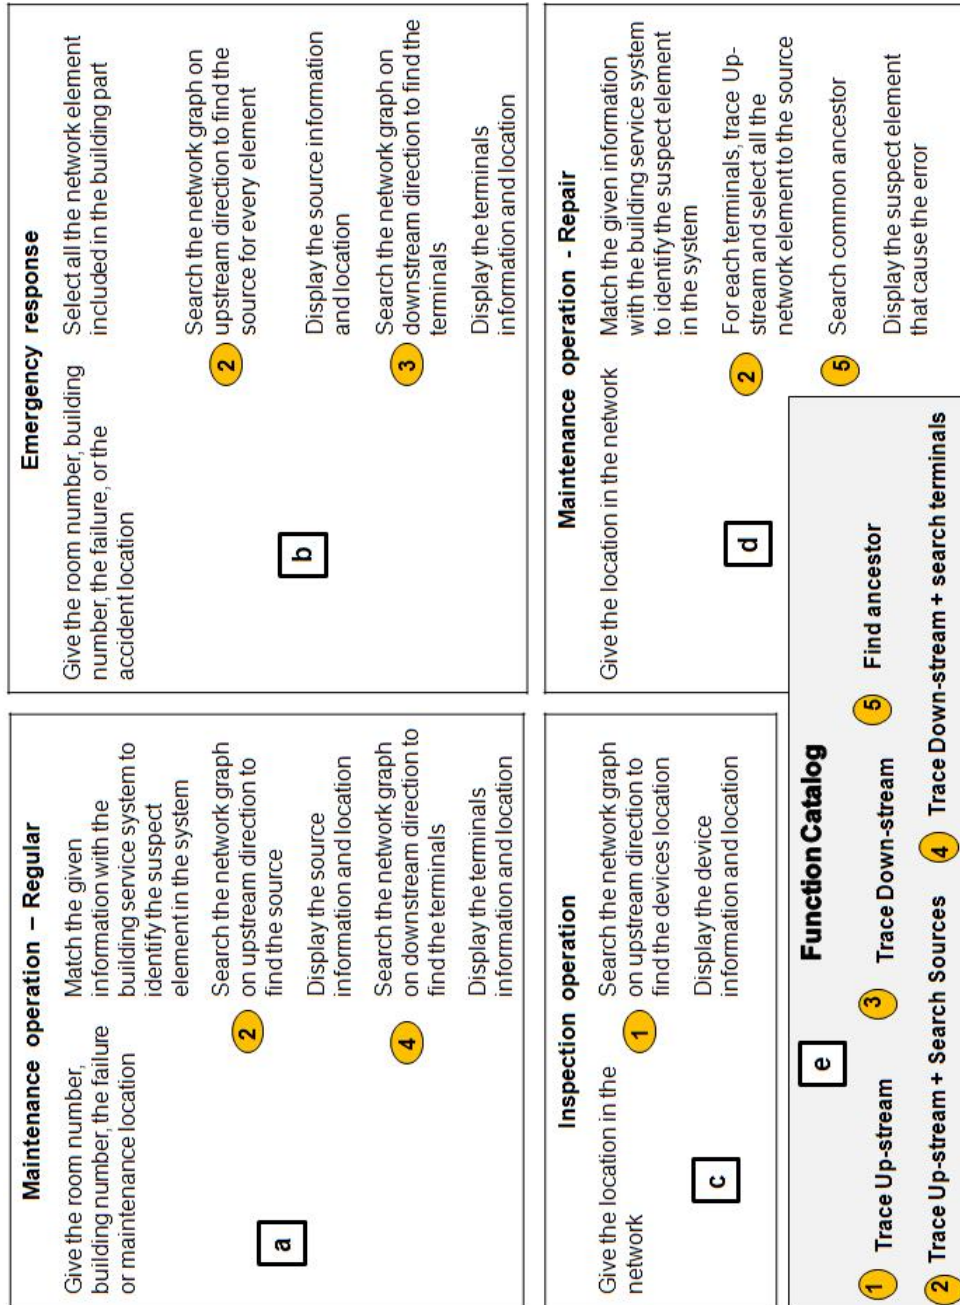 Maintenance operation – Regular
Give the room number,
building number, the failure
or maintenance location
a
Match the given
information with the
building service system to
identify the suspect
element in the system
2
Search the network graph
on upstream direction to
find the source
Display the source
information and location
4
Search the network graph
on downstream direction to
find the terminals
Display the terminals
information and location
Emergency response
Give the room number, building
number, the failure, or the
accident location
b
Select all the network element
included in the building part
2
Search the network graph on
upstream direction to find the
source for every element
Display the source information
and location
3
Search the network graph on
downstream direction to find the
terminals
Display the terminals
information and location
Inspection operation
Give the location in the
network
c
1
Search the network graph
on upstream direction to
find the devices location
Display the device
information and location
Maintenance operation - Repair
Give the location in the network
d
Match the given information
with the building service system
to identify the suspect element
in the system
2
For each terminals, trace Up-
stream and select all the
network element to the source
5
Search common ancestor
Display the suspect element
that cause the error
e
Function Catalog
1 Trace Up-stream
3 Trace Down-stream
5 Find ancestor
2 Trace Up-stream + Search Sources
4 Trace Down-stream + search terminals